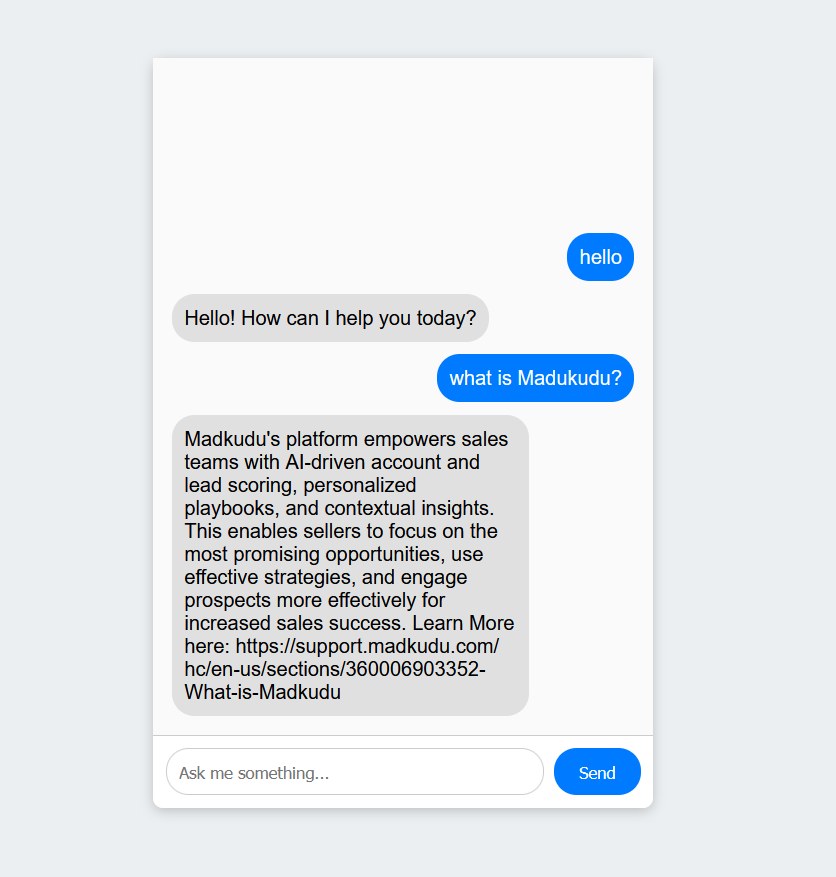 hello
Hello! How can I help you today?
what is Madukudu?
Madkudu's platform empowers sales
teams with AI-driven account and
lead scoring, personalized
playbooks, and contextual insights.
This enables sellers to focus on the
most promising opportunities, use
effective strategies, and engage
prospects more effectively for
increased sales success. Learn More
here: https://support.madkudu.com/
hc/en-us/sections/360006903352-
What-is-Madkudu
Ask me something...
Send